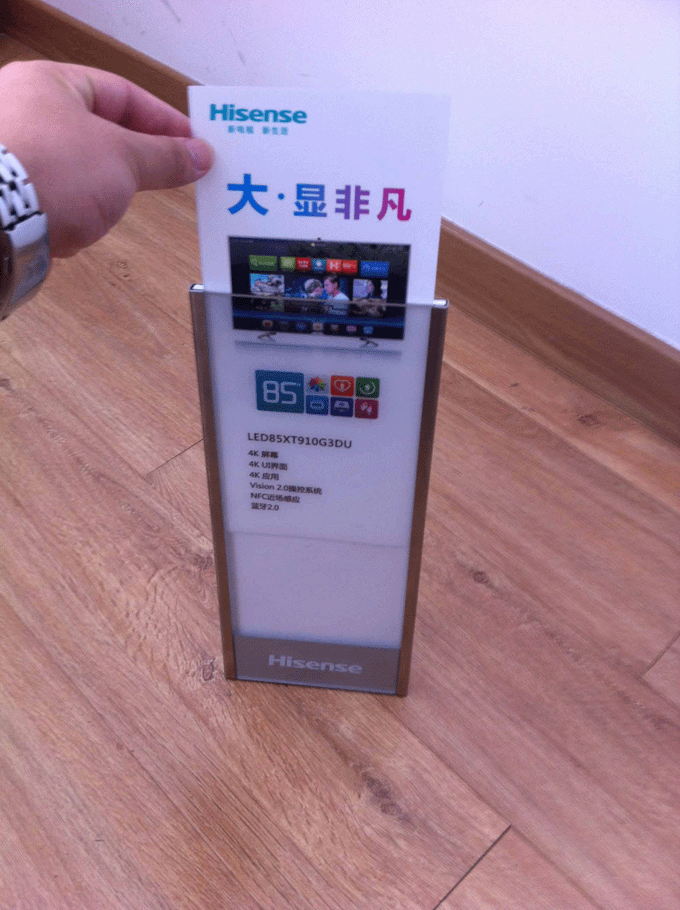 Hisense
新电视 新生活
大·显非凡
85"
LED85XT910G3DU
4K 屏幕
4K UI界面
4K 应用
Vision 2.0操控系统
NFC近场感应
蓝牙2.0
Hisense